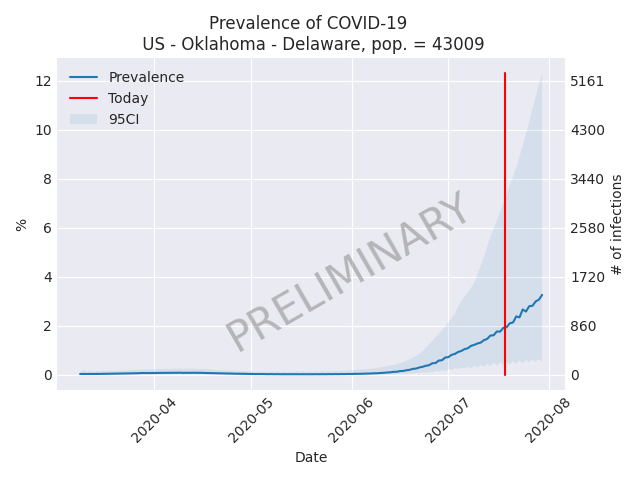 Prevalence of COVID-19
US - Oklahoma - Delaware, pop. = 43009
Prevalence
Today
95CI
12
10
8
6
4
2
0
%
5161
4300
3440
2580
1720
860
0
# of infections
PRELIMINARY
2020-04
2020-05
2020-06
2020-07
2020-08
Date